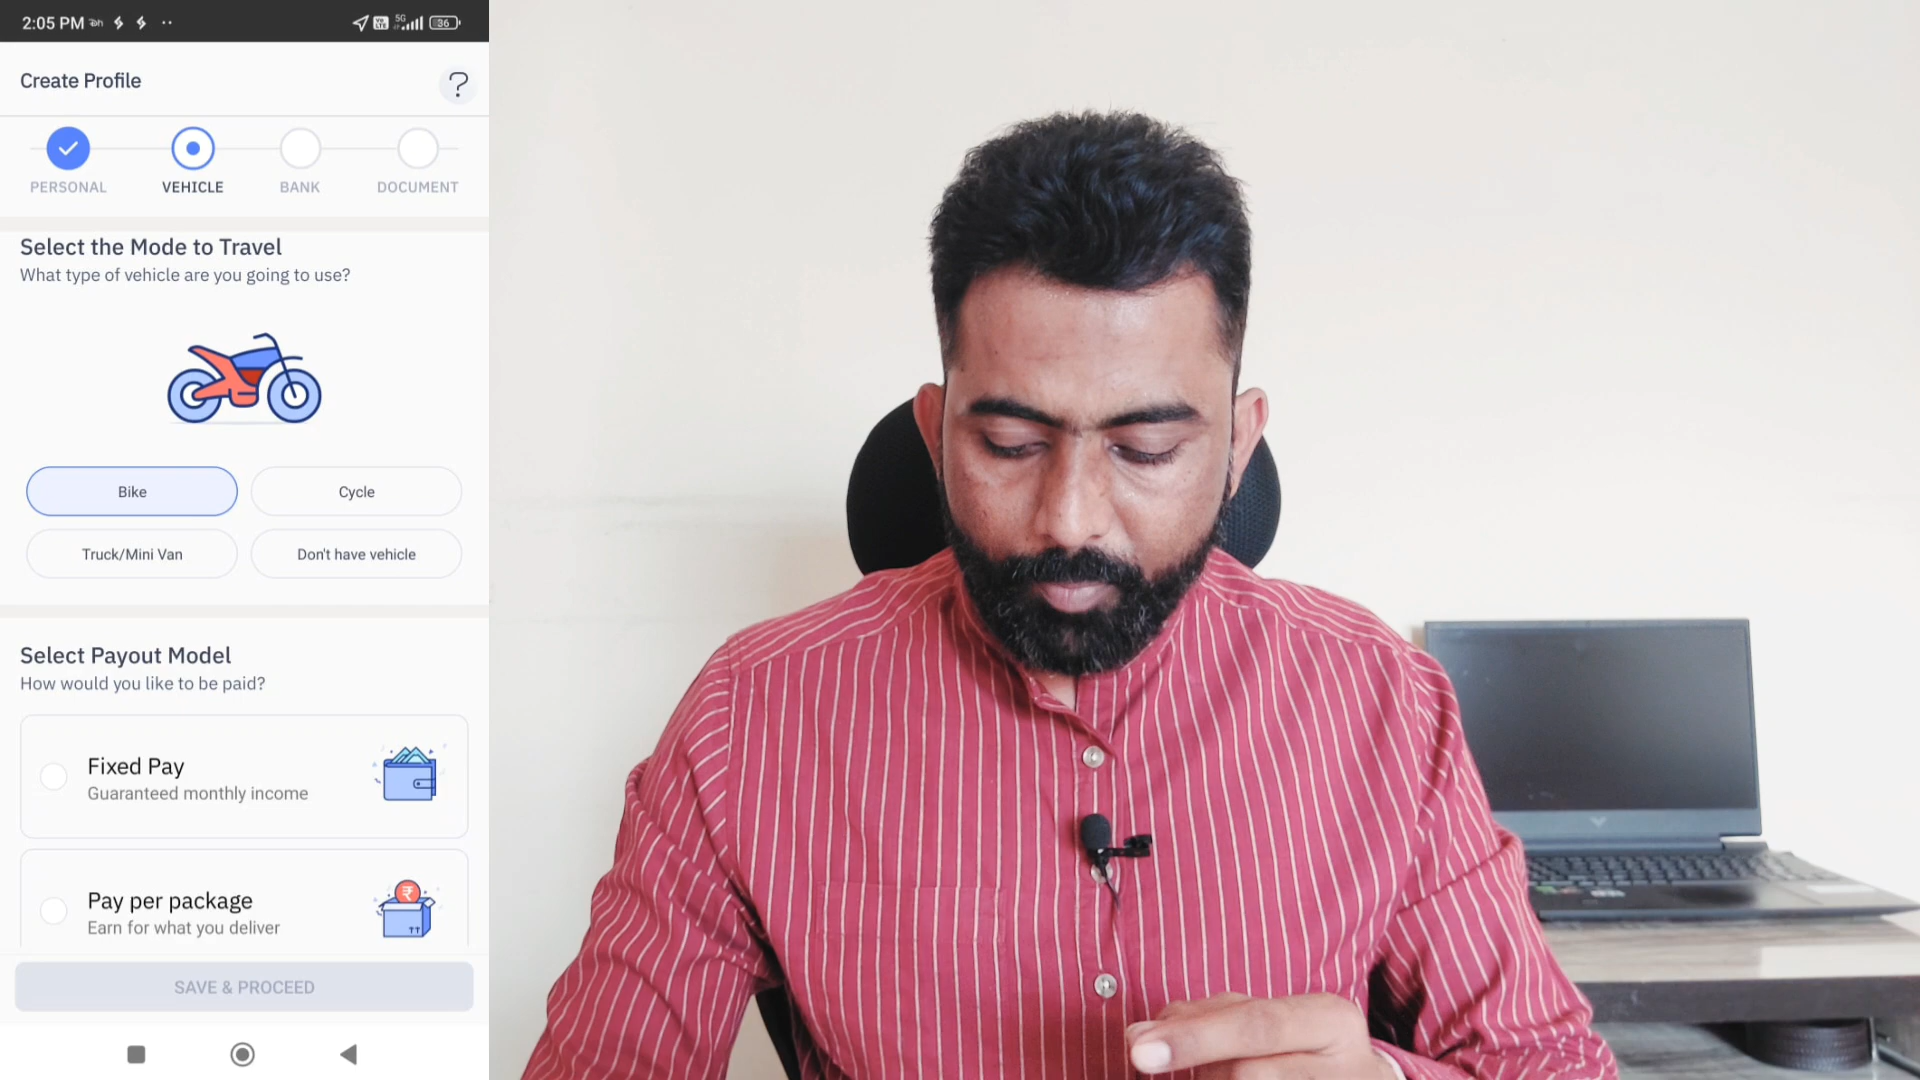 2:05 PM
5G
36
Create Profile
?
PERSONAL
VEHICLE
BANK
DOCUMENT
Select the Mode to Travel
What type of vehicle are you going to use?
Bike
Cycle
Truck/Mini Van
Don't have vehicle
Select Payout Model
How would you like to be paid?
Fixed Pay
Guaranteed monthly income
Pay per package
Earn for what you deliver
₹
SAVE & PROCEED